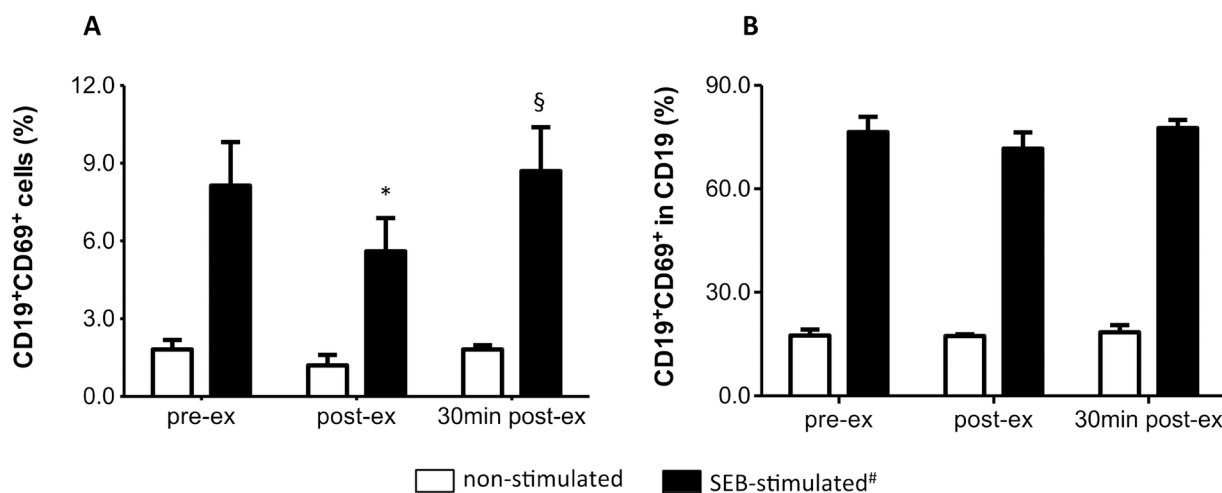 A
CD19⁺CD69⁺ cells (%)
12.0
9.0
6.0
3.0
0.0
*
§
pre-ex
post-ex
30min post-ex
B
CD19⁺CD69⁺ in CD19 (%)
90.0
60.0
30.0
0.0
pre-ex
post-ex
30min post-ex
non-stimulated
SEB-stimulated#